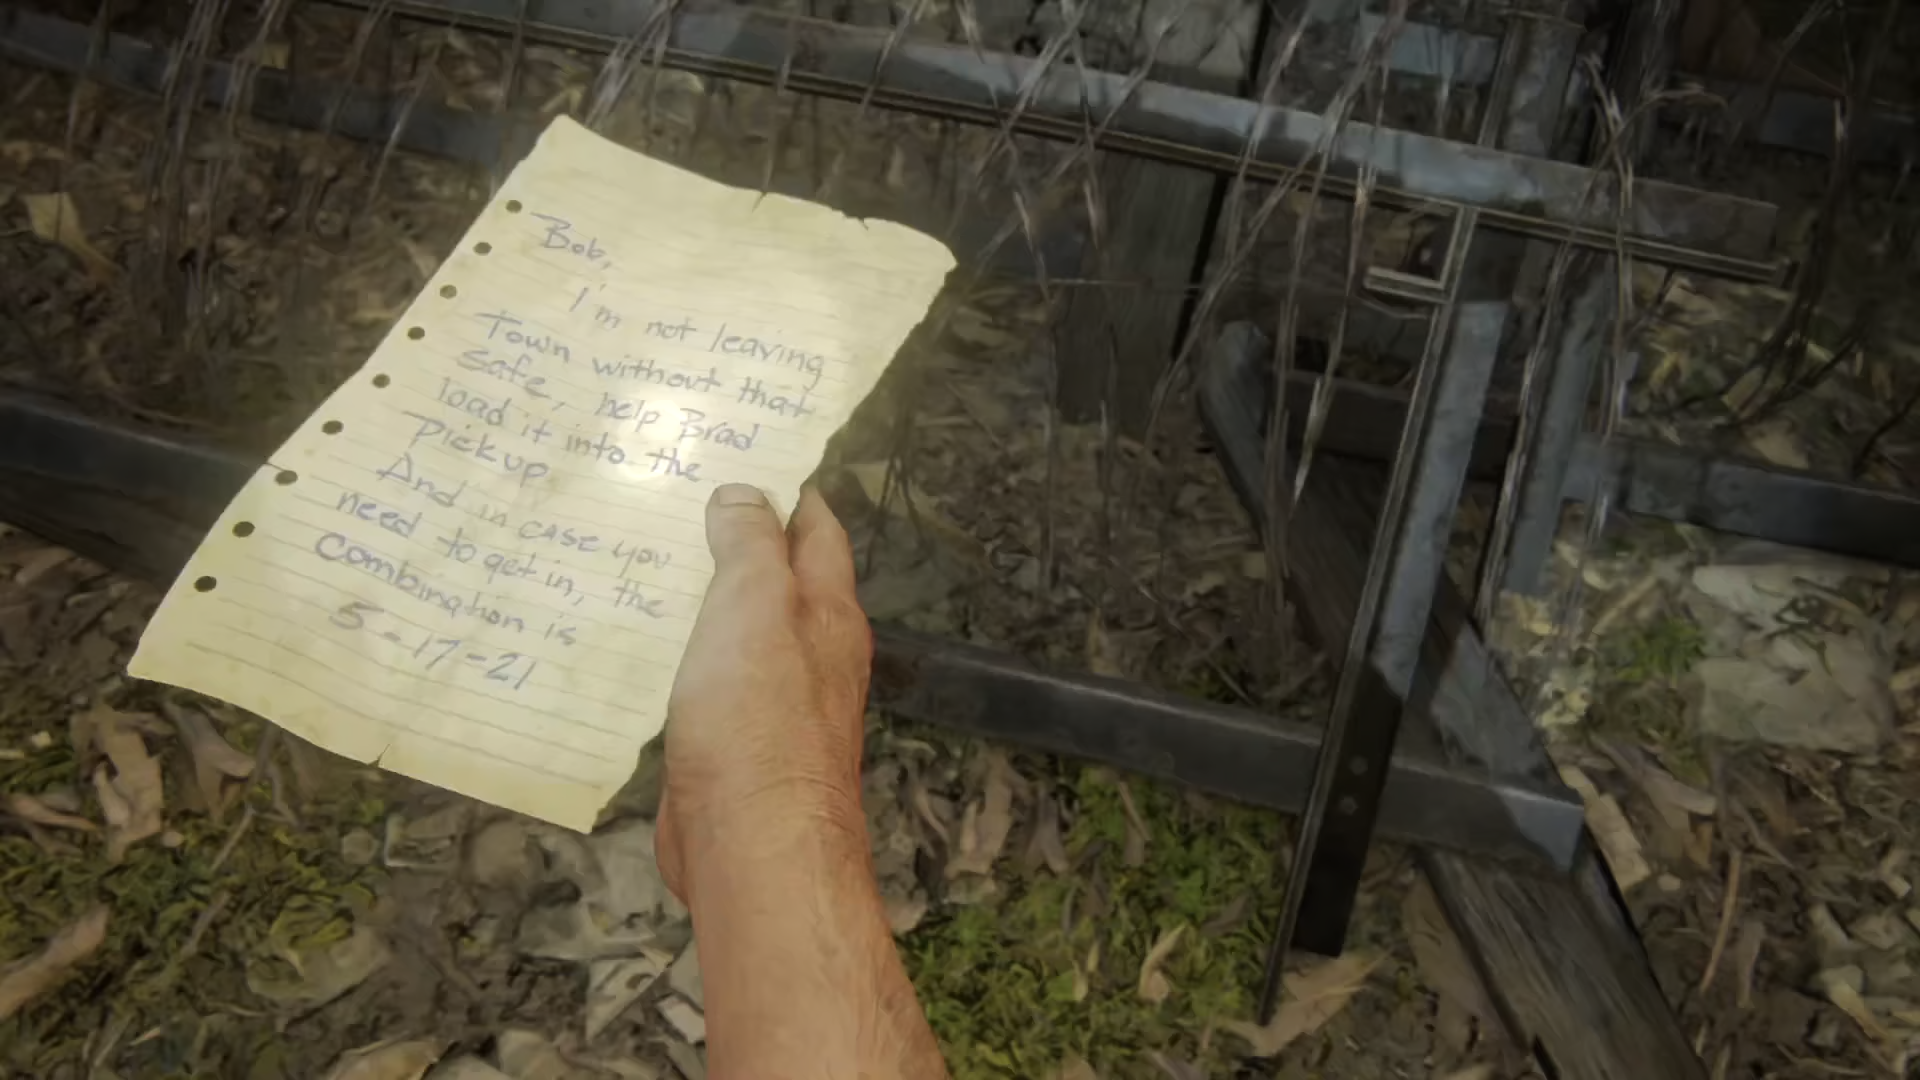 Bob,
I'm not leaving
Town without that
safe, help Brad
load it into the
Pickup
And in case you
need to get in, the
combination is
5-17-21